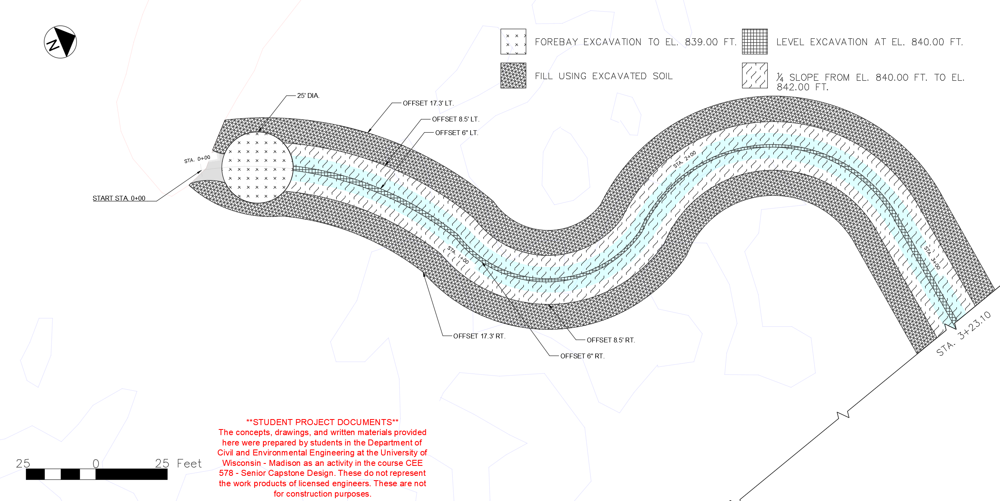 N
FOREBAY EXCAVATION TO EL. 839.00 FT.
LEVEL EXCAVATION AT EL. 840.00 FT.
FILL USING EXCAVATED SOIL
¼ SLOPE FROM EL. 840.00 FT. TO EL.
842.00 FT.
25' DIA.
OFFSET 17.3' LT.
OFFSET 8.5' LT.
OFFSET 6" LT.
STA. 0+00
START STA. 0+00
STA. 1+00
STA. 2+00
STA. 3+00
STA. 3+23.10
OFFSET 17.3' RT.
OFFSET 8.5' RT.
OFFSET 6" RT.
**STUDENT PROJECT DOCUMENTS**
The concepts, drawings, and written materials provided
here were prepared by students in the Department of
Civil and Environmental Engineering at the University of
Wisconsin - Madison as an activity in the course CEE
578 - Senior Capstone Design. These do not represent
the work products of licensed engineers. These are not
for construction purposes.
25 0 25 Feet